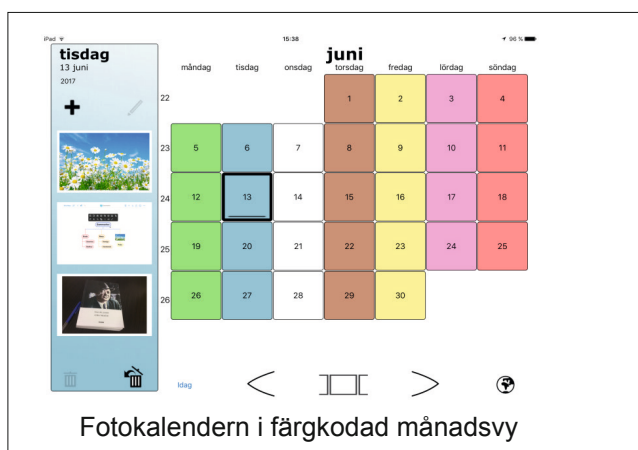 iPad
15:38
96 %
tisdag
13 juni
2017
juni
måndag tisdag onsdag torsdag fredag lördag söndag
22 1 2 3 4
23 5 6 7 8 9 10 11
24 12 13 14 15 16 17 18
25 19 20 21 22 23 24 25
26 26 27 28 29 30
Idag
Fotokalendern i färgkodad månadsvy